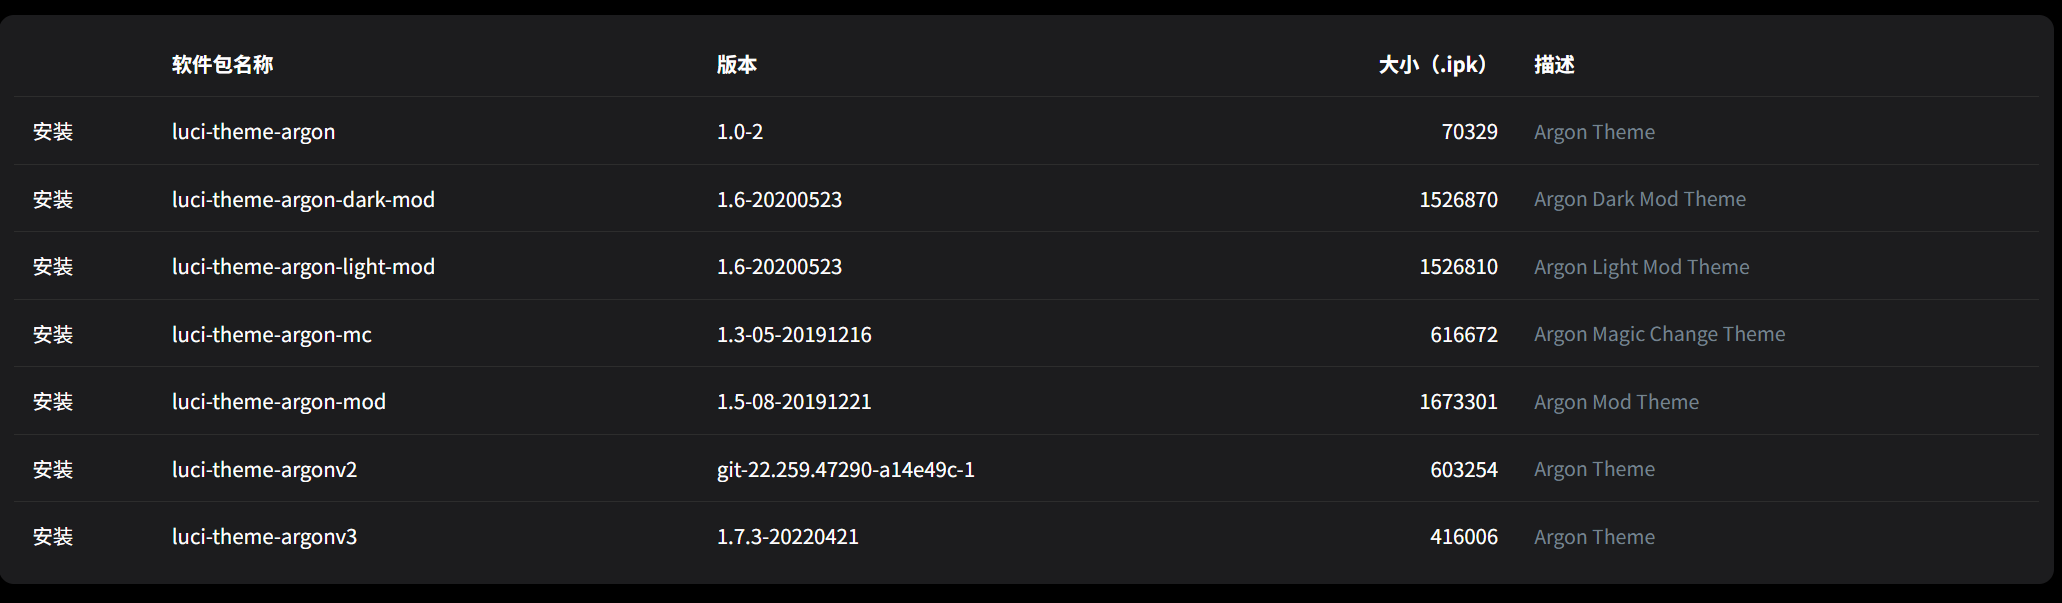 软件包名称 版本 大小（.ipk） 描述
安装 luci-theme-argon 1.0-2 70329 Argon Theme
安装 luci-theme-argon-dark-mod 1.6-20200523 1526870 Argon Dark Mod Theme
安装 luci-theme-argon-light-mod 1.6-20200523 1526810 Argon Light Mod Theme
安装 luci-theme-argon-mc 1.3-05-20191216 616672 Argon Magic Change Theme
安装 luci-theme-argon-mod 1.5-08-20191221 1673301 Argon Mod Theme
安装 luci-theme-argonv2 git-22.259.47290-a14e49c-1 603254 Argon Theme
安装 luci-theme-argonv3 1.7.3-20220421 416006 Argon Theme